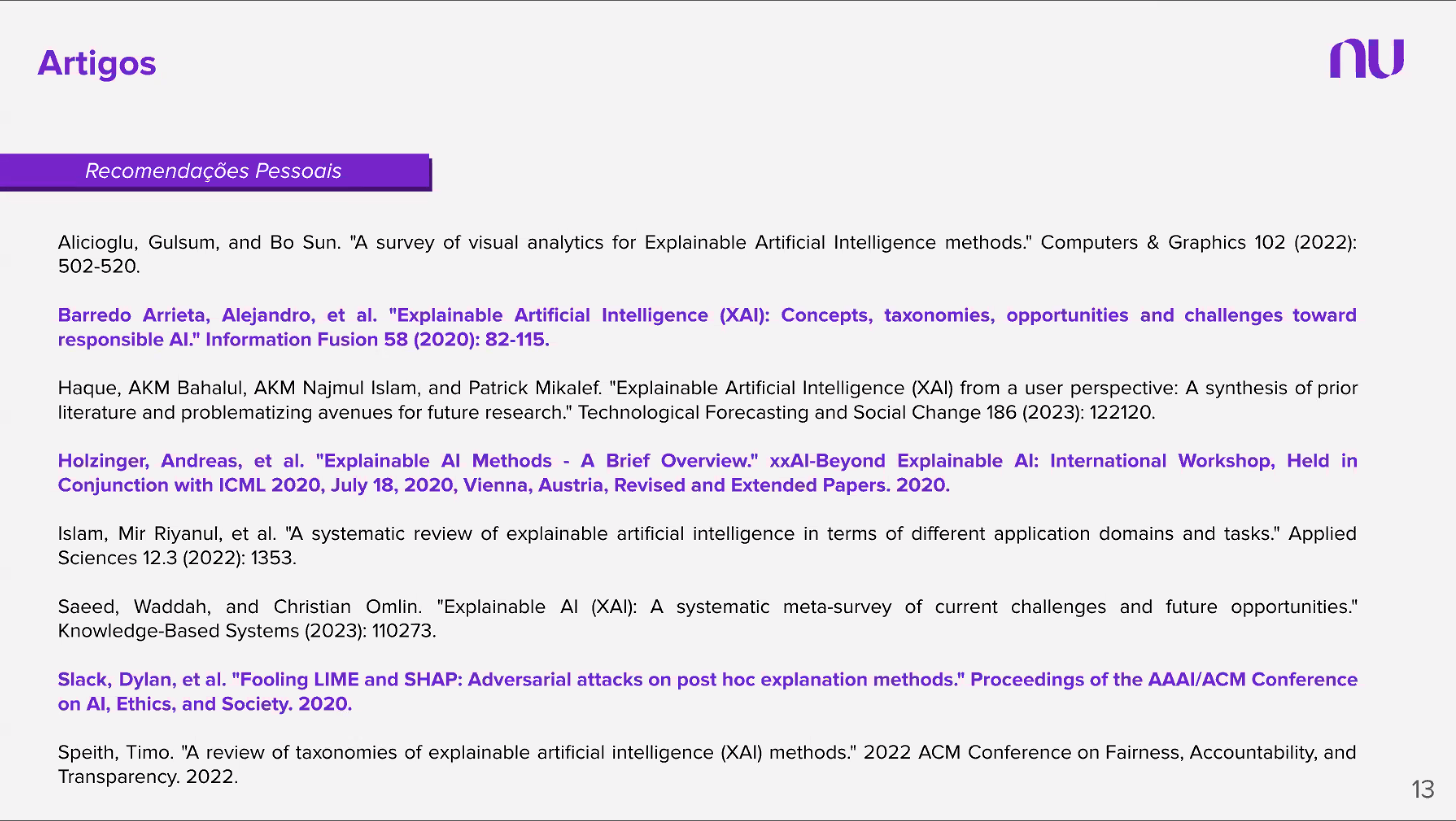 Artigos
nu
Recomendações Pessoais
Alicioglu, Gulsum, and Bo Sun. "A survey of visual analytics for Explainable Artificial Intelligence methods." Computers & Graphics 102 (2022):
502-520.
Barredo Arrieta, Alejandro, et al. "Explainable Artificial Intelligence (XAI): Concepts, taxonomies, opportunities and challenges toward
responsible AI." Information Fusion 58 (2020): 82-115.
Haque, AKM Bahalul, AKM Najmul Islam, and Patrick Mikalef. "Explainable Artificial Intelligence (XAI) from a user perspective: A synthesis of prior
literature and problematizing avenues for future research." Technological Forecasting and Social Change 186 (2023): 122120.
Holzinger, Andreas, et al. "Explainable AI Methods - A Brief Overview." xxAI-Beyond Explainable AI: International Workshop, Held in
Conjunction with ICML 2020, July 18, 2020, Vienna, Austria, Revised and Extended Papers. 2020.
Islam, Mir Riyanul, et al. "A systematic review of explainable artificial intelligence in terms of different application domains and tasks." Applied
Sciences 12.3 (2022): 1353.
Saeed, Waddah, and Christian Omlin. "Explainable AI (XAI): A systematic meta-survey of current challenges and future opportunities."
Knowledge-Based Systems (2023): 110273.
Slack, Dylan, et al. "Fooling LIME and SHAP: Adversarial attacks on post hoc explanation methods." Proceedings of the AAAI/ACM Conference
on AI, Ethics, and Society. 2020.
Speith, Timo. "A review of taxonomies of explainable artificial intelligence (XAI) methods." 2022 ACM Conference on Fairness, Accountability, and
Transparency. 2022.
13